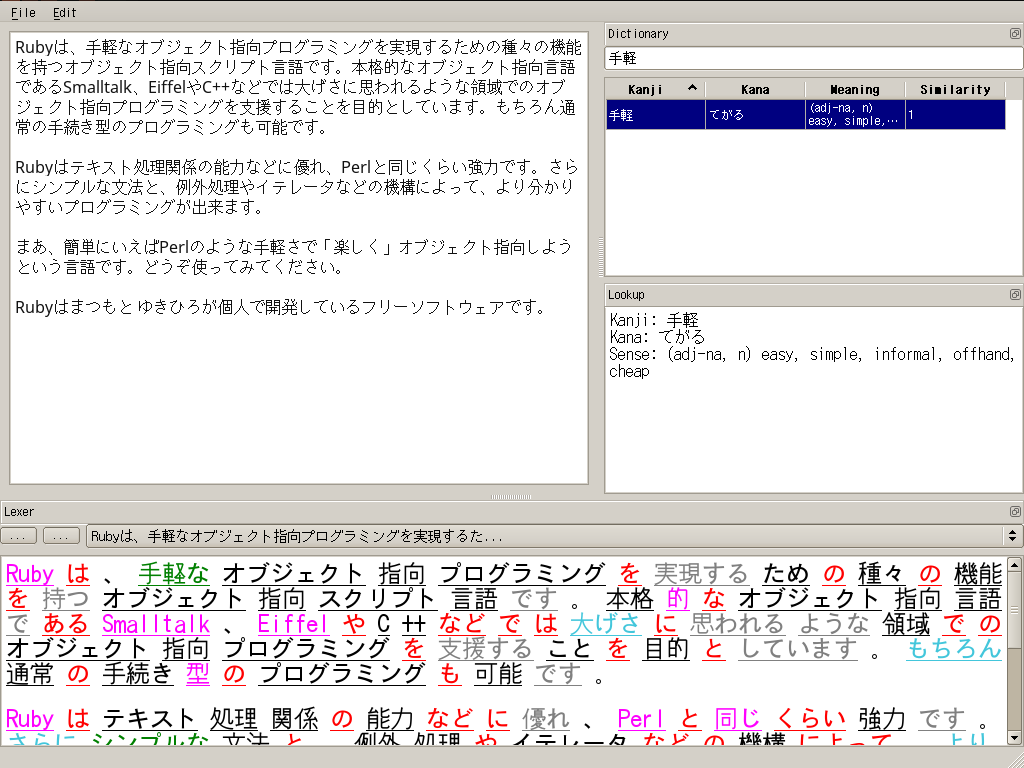 File Edit
Rubyは、手軽なオブジェクト指向プログラミングを実現するための種々の機能
を持つオブジェクト指向スクリプト言語です。本格的なオブジェクト指向言語
であるSmalltalk、EiffelやC++などでは大げさに思われるような領域でのオブ
ジェクト指向プログラミングを支援することを目的としています。もちろん通
常の手続き型のプログラミングも可能です。
Rubyはテキスト処理関係の能力などに優れ、Perlと同じくらい強力です。さら
にシンプルな文法と、例外処理やイテレータなどの機構によって、より分かり
やすいプログラミングが出来ます。
まあ、簡単にいえばPerlのような手軽さで「楽しく」オブジェクト指向しよう
という言語です。どうぞ使ってみてください。
Rubyはまつもと ゆきひろが個人で開発しているフリーソフトウェアです。
Dictionary
手軽
Kanji Kana Meaning Similarity
手軽 てがる (adj-na, n) easy, simple,… 1
Lookup
Kanji: 手軽
Kana: てがる
Sense: (adj-na, n) easy, simple, informal, offhand,
cheap
Lexer
... ... Rubyは、手軽なオブジェクト指向プログラミングを実現するた...
Ruby は 、 手軽な オブジェクト 指向 プログラミング を 実現する ため の 種々 の 機能
を 持つ オブジェクト 指向 スクリプト 言語 です 。 本格 的 な オブジェクト 指向 言語
で ある Smalltalk 、 Eiffel や C ++ など で は 大げさ に 思われる ような 領域 で の
オブジェクト 指向 プログラミング を 支援する こと を 目的 と しています 。 もちろん
通常 の 手続き 型 の プログラミング も 可能 です 。
Ruby は テキスト 処理 関係 の 能力 など に 優れ 、 Perl と 同じ くらい 強力 です 。
さらに シンプルな 文法 と 、 例外 処理 や イテレータ など の 機構 によって 、 より